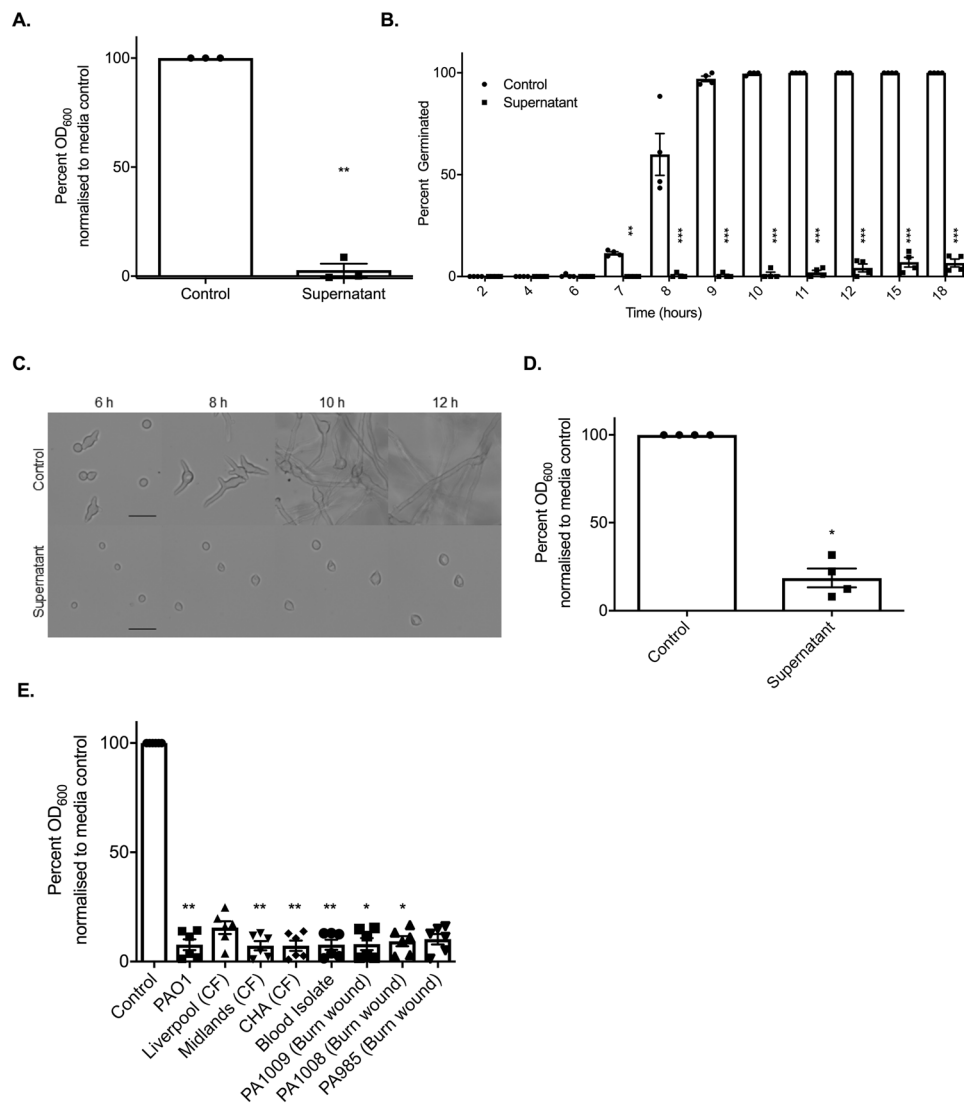 A.
Percent OD600
normalised to media control
100
50
0
**
Control
Supernatant
B.
Percent Germinated
100
50
0
Control
Supernatant
**
***
***
***
***
***
***
***
2
4
6
7
8
9
10
11
12
15
18
Time (hours)
C.
6 h
8 h
10 h
12 h
Control
Supernatant
D.
Percent OD600
normalised to media control
100
50
0
*
Control
Supernatant
E.
Percent OD600
normalised to media control
100
50
0
**
**
**
**
*
*
Control
PAO1
Liverpool (CF)
Midlands (CF)
CHA (CF)
Blood Isolate
PA1009 (Burn wound)
PA1008 (Burn wound)
PA985 (Burn wound)